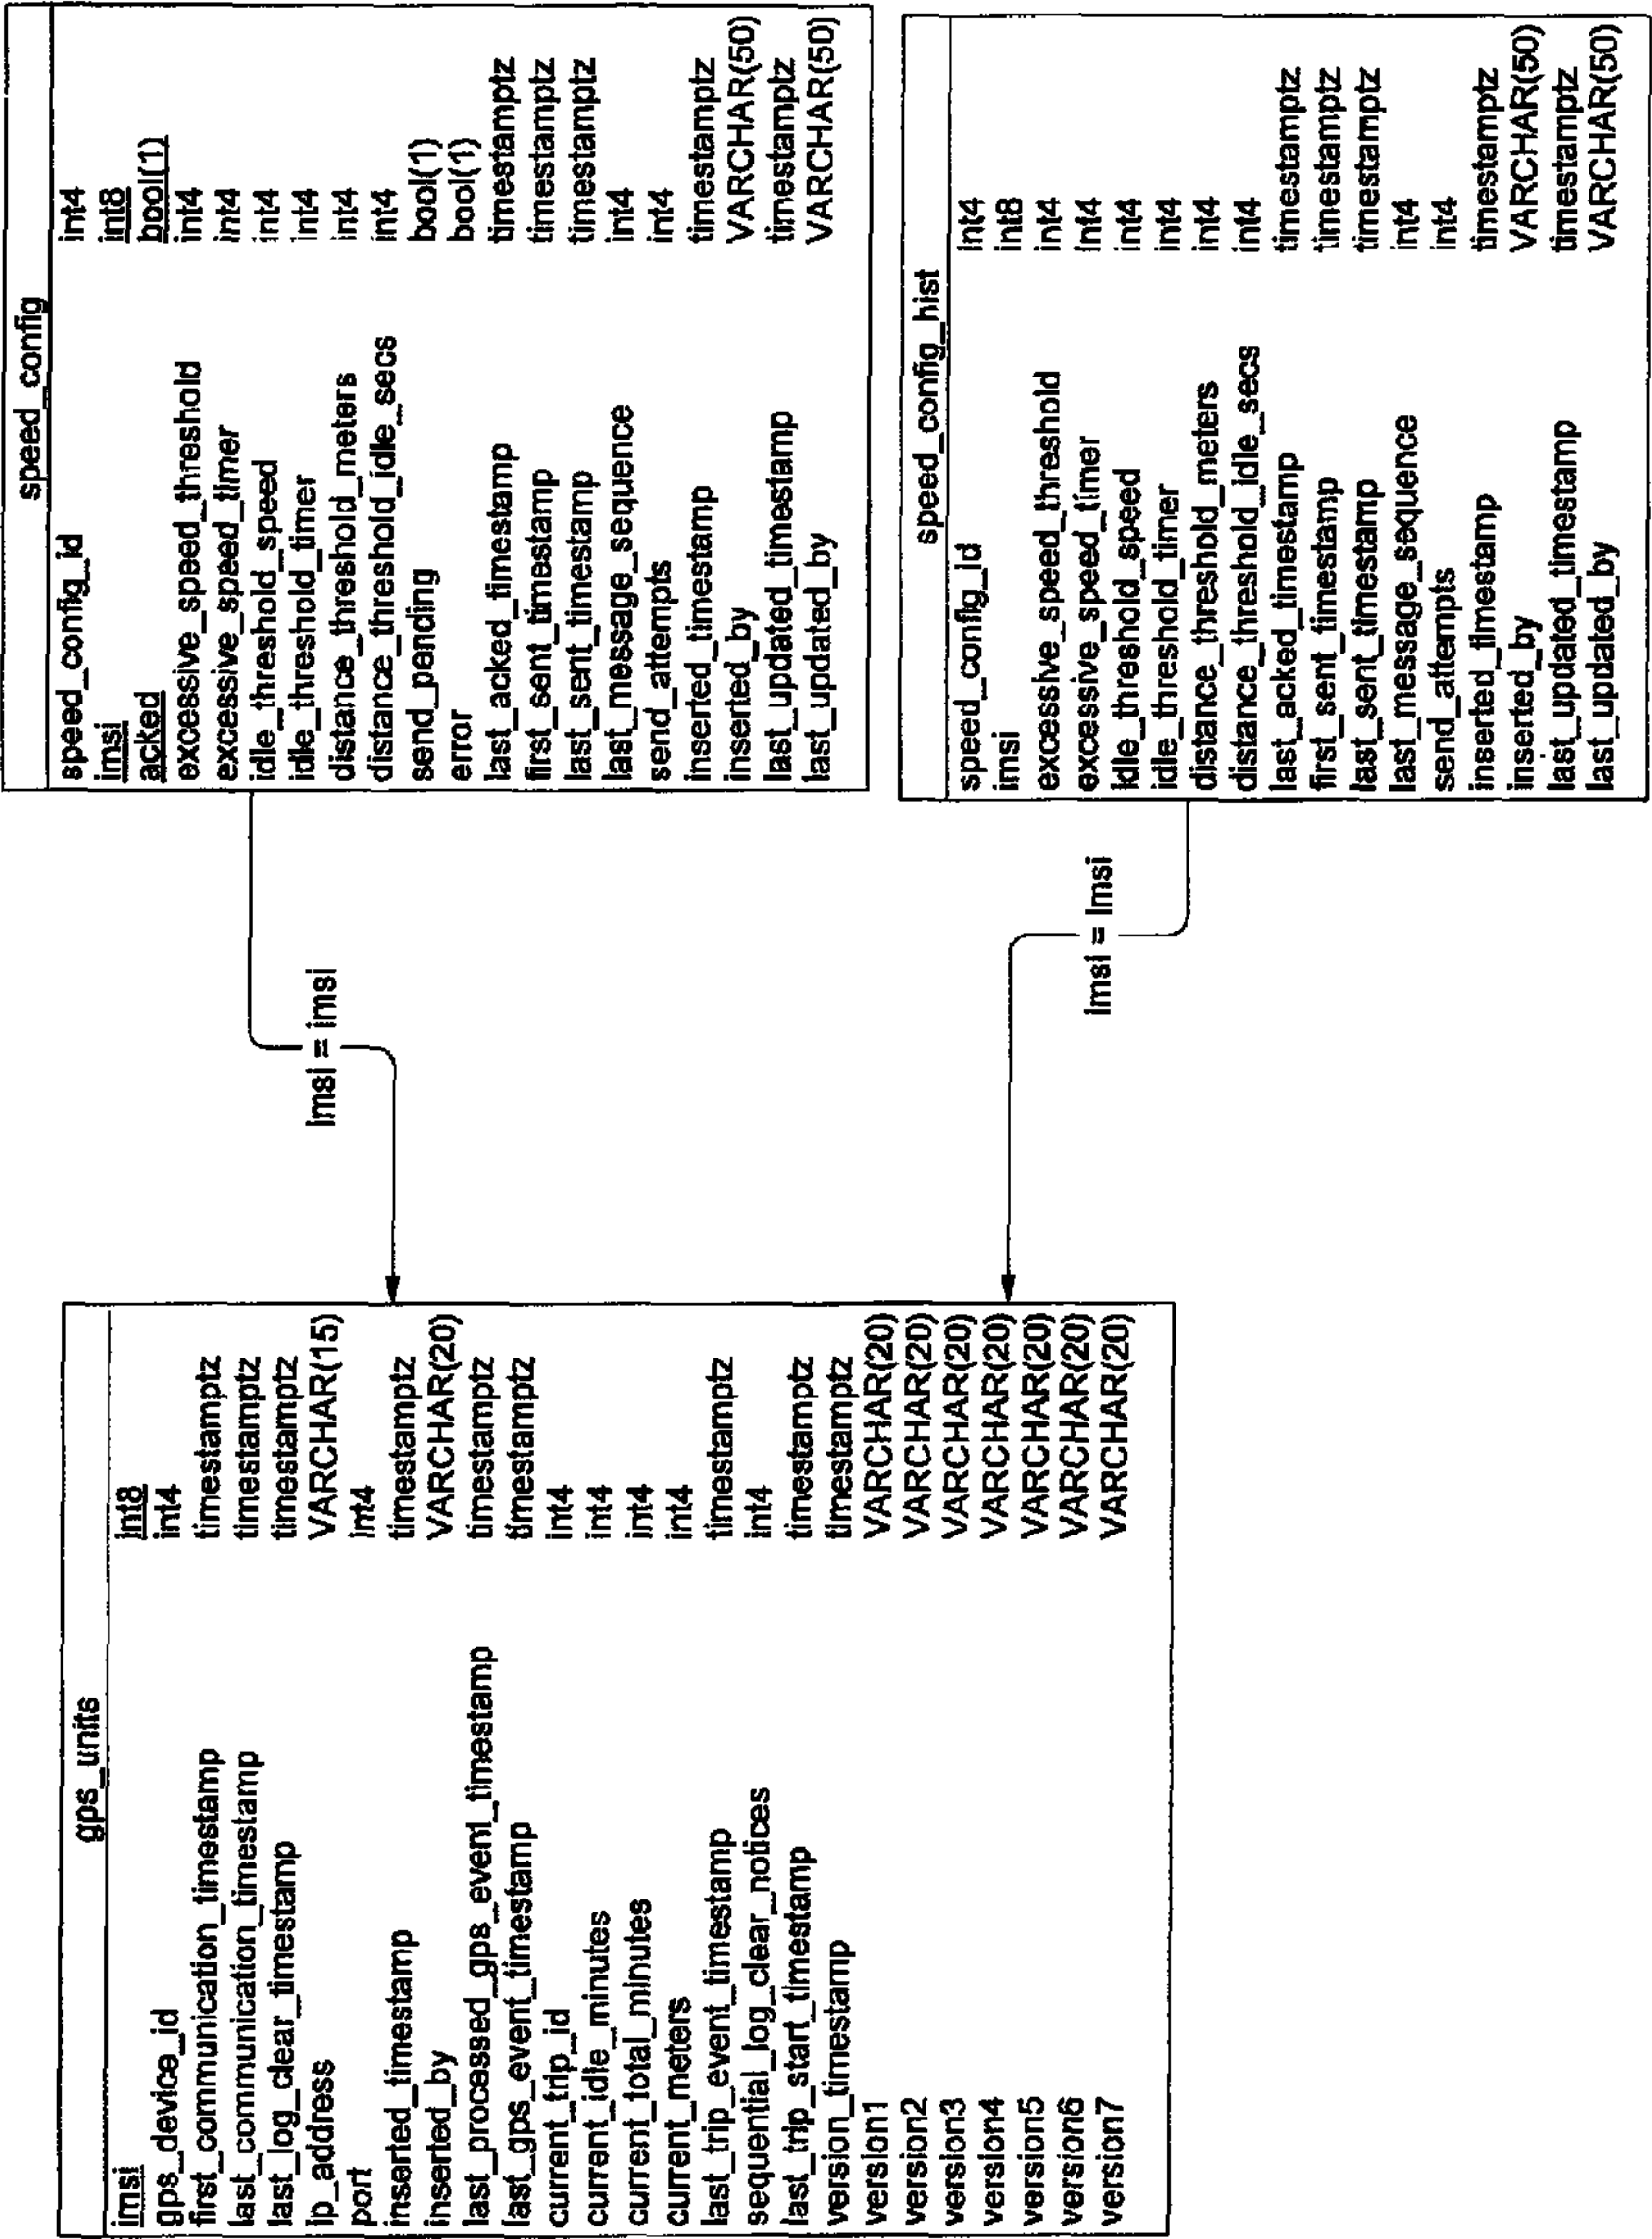 gps_units
imsi int8
gps_device_id int4
first_communication_timestamp timestamptz
last_communication_timestamp timestamptz
last_log_clear_timestamp timestamptz
ip_address VARCHAR(15)
port int4
inserted_timestamp timestamptz
inserted_by VARCHAR(20)
last_processed_gps_event_timestamp timestamptz
last_gps_event_timestamp timestamptz
current_trip_id int4
current_idle_minutes int4
current_total_minutes int4
current_meters int4
last_trip_event_timestamp timestamptz
sequential_log_clear_notices int4
last_trip_start_timestamp timestamptz
version_timestamp timestamptz
version1 VARCHAR(20)
version2 VARCHAR(20)
version3 VARCHAR(20)
version4 VARCHAR(20)
version5 VARCHAR(20)
version6 VARCHAR(20)
version7 VARCHAR(20)
imsi = imsi
imsi = imsi
speed_config
speed_config_id int4
imsi int8
acked bool(1)
excessive_speed_threshold int4
excessive_speed_timer int4
idle_threshold_speed int4
idle_threshold_timer int4
distance_threshold_meters int4
distance_threshold_idle_secs int4
send_pending bool(1)
error bool(1)
last_acked_timestamp timestamptz
first_sent_timestamp timestamptz
last_sent_timestamp timestamptz
last_message_sequence int4
send_attempts int4
inserted_timestamp timestamptz
inserted_by VARCHAR(50)
last_updated_timestamp timestamptz
last_updated_by VARCHAR(50)
speed_config_hist
speed_config_id int4
imsi int8
excessive_speed_threshold int4
excessive_speed_timer int4
idle_threshold_speed int4
idle_threshold_timer int4
distance_threshold_meters int4
distance_threshold_idle_secs int4
last_acked_timestamp timestamptz
first_sent_timestamp timestamptz
last_sent_timestamp timestamptz
last_message_sequence int4
send_attempts int4
inserted_timestamp timestamptz
inserted_by VARCHAR(50)
last_updated_timestamp timestamptz
last_updated_by VARCHAR(50)